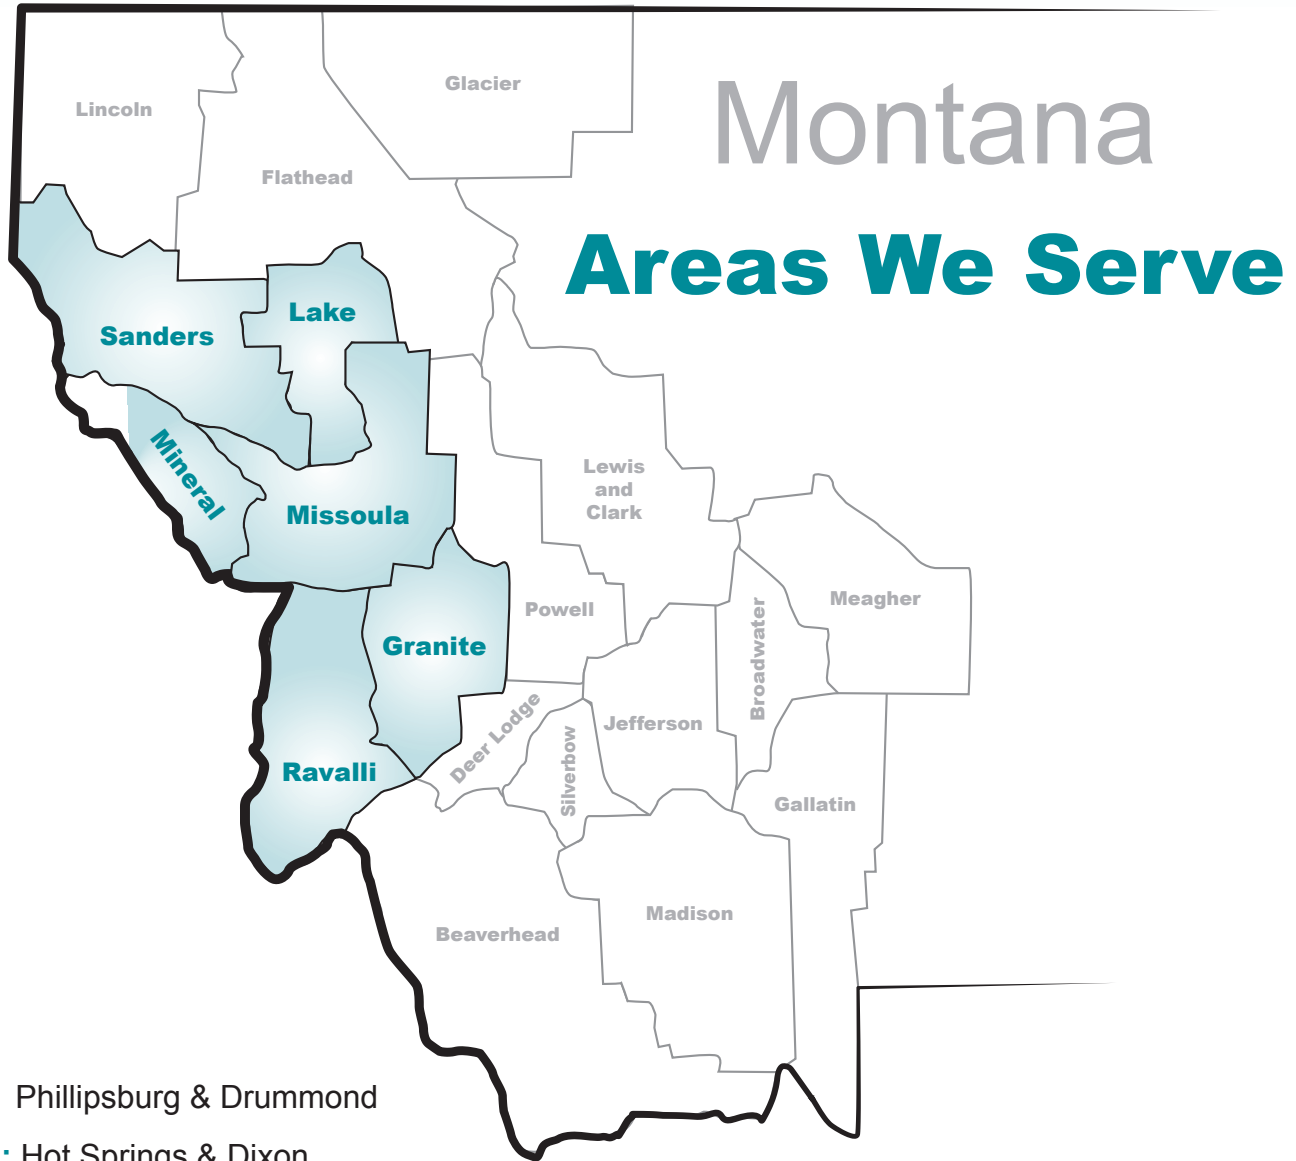 Montana
Areas We Serve
Lincoln
Glacier
Flathead
Sanders
Lake
Mineral
Missoula
Lewis
and
Clark
Powell
Granite
Ravalli
Deer Lodge
Silverbow
Jefferson
Broadwater
Meagher
Gallatin
Madison
Beaverhead
Phillipsburg & Drummond
: Hot Springs & Dixon